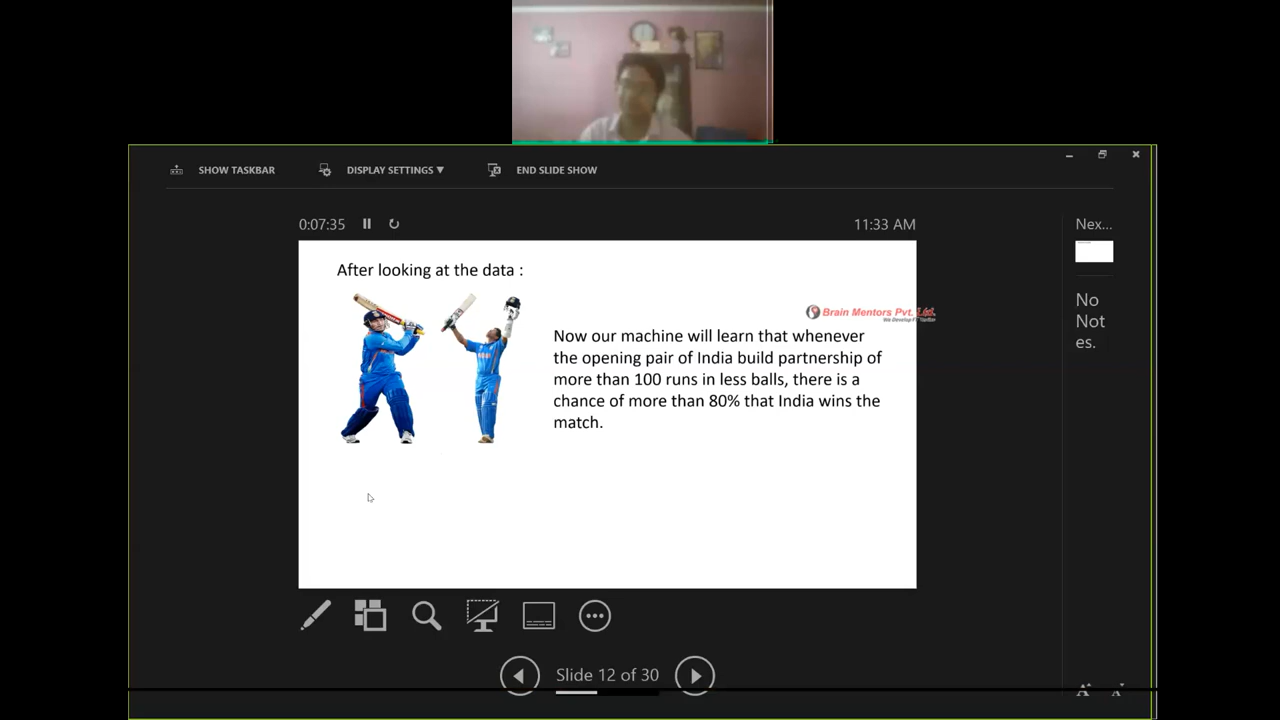 SHOW TASKBAR
DISPLAY SETTINGS ▼
END SLIDE SHOW
0:07:35
11:33 AM
Nex...
After looking at the data :
Brain Mentors Pvt. Ltd.
Now our machine will learn that whenever
the opening pair of India build partnership of
more than 100 runs in less balls, there is a
chance of more than 80% that India wins the
match.
No
Not
es.
Slide 12 of 30
A A